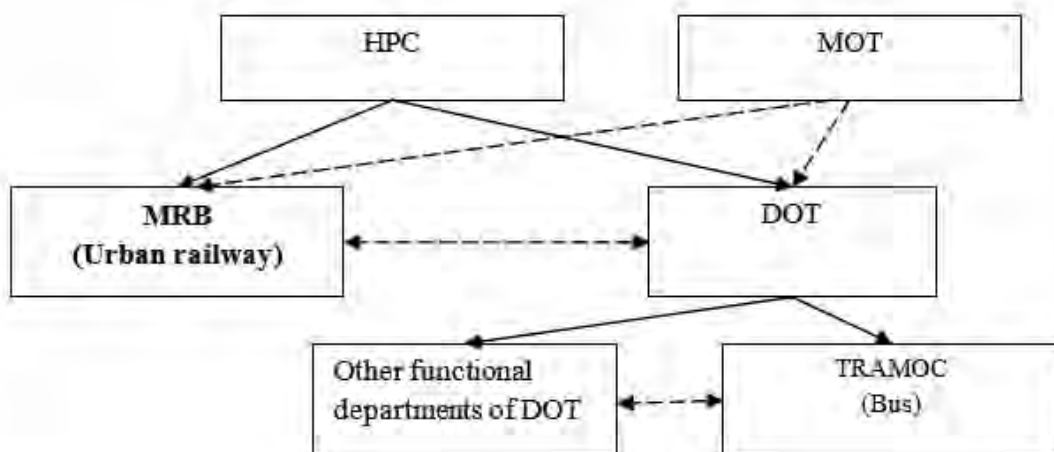 HPC
MOT
MRB
(Urban railway)
DOT
Other functional
departments of DOT
TRAMOC
(Bus)